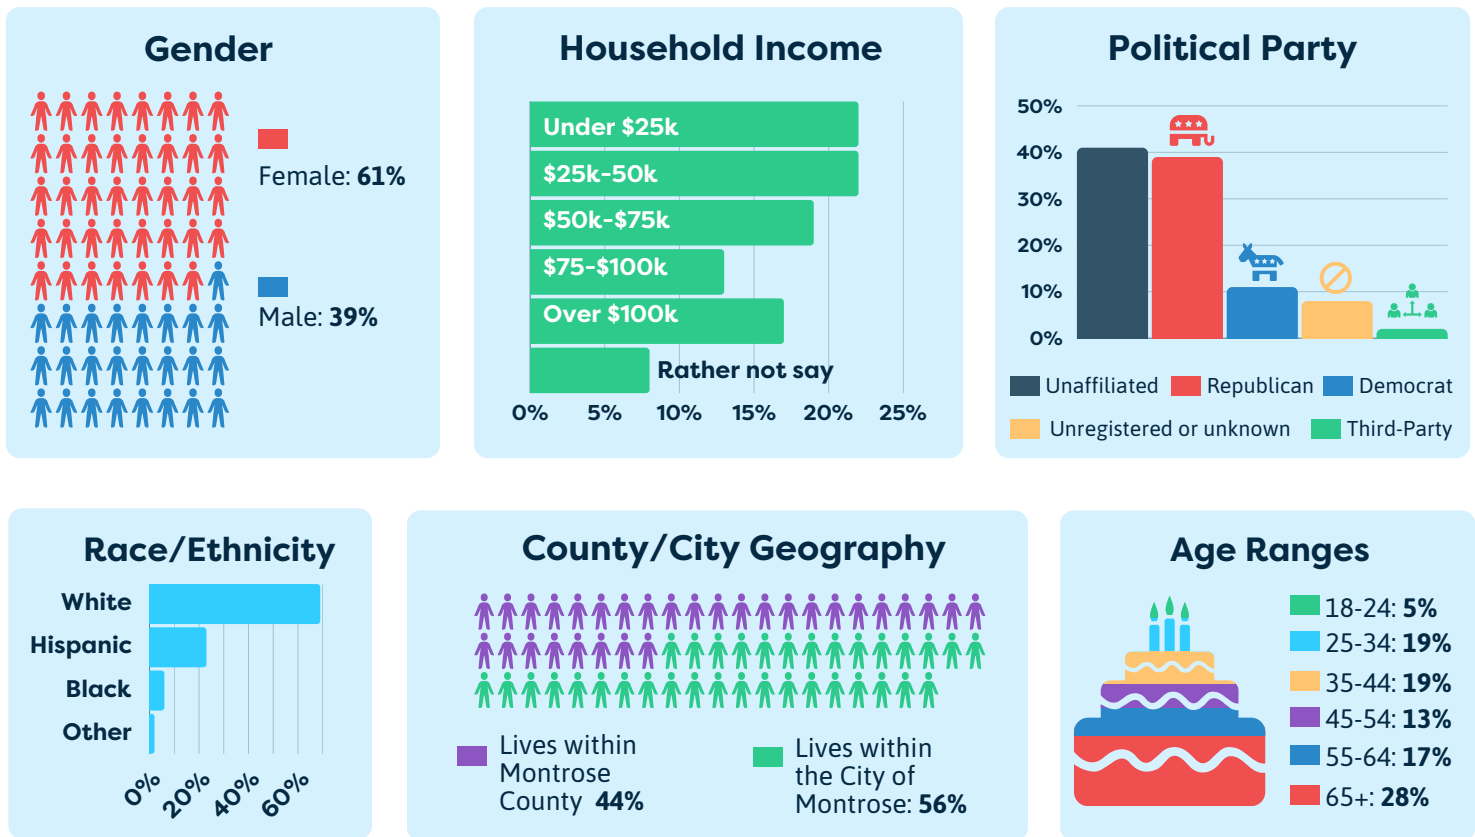 Gender
Female: 61%
Male: 39%
Household Income
Under $25k
$25k-50k
$50k-$75k
$75-$100k
Over $100k
Rather not say
0% 5% 10% 15% 20% 25%
Political Party
50%
40%
30%
20%
10%
0%
Unaffiliated Republican Democrat
Unregistered or unknown Third-Party
Race/Ethnicity
White
Hispanic
Black
Other
0% 20% 40% 60%
County/City Geography
Lives within
Montrose
County 44%
Lives within
the City of
Montrose: 56%
Age Ranges
18-24: 5%
25-34: 19%
35-44: 19%
45-54: 13%
55-64: 17%
65+: 28%